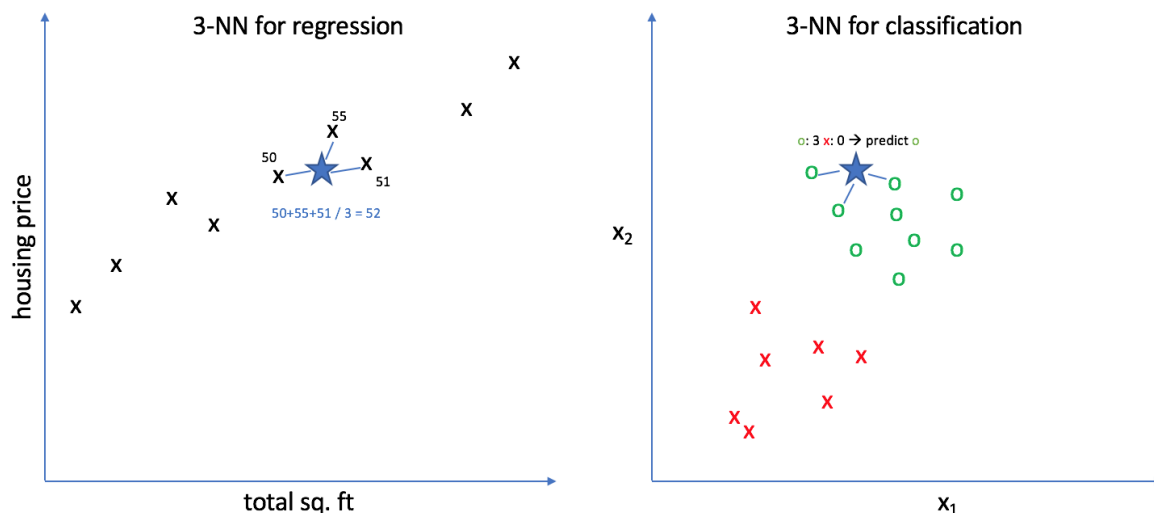 3-NN for regression
housing price
55
50
51
50+55+51 / 3 = 52
total sq. ft
3-NN for classification
o: 3 x: 0 → predict o
x₂
x₁